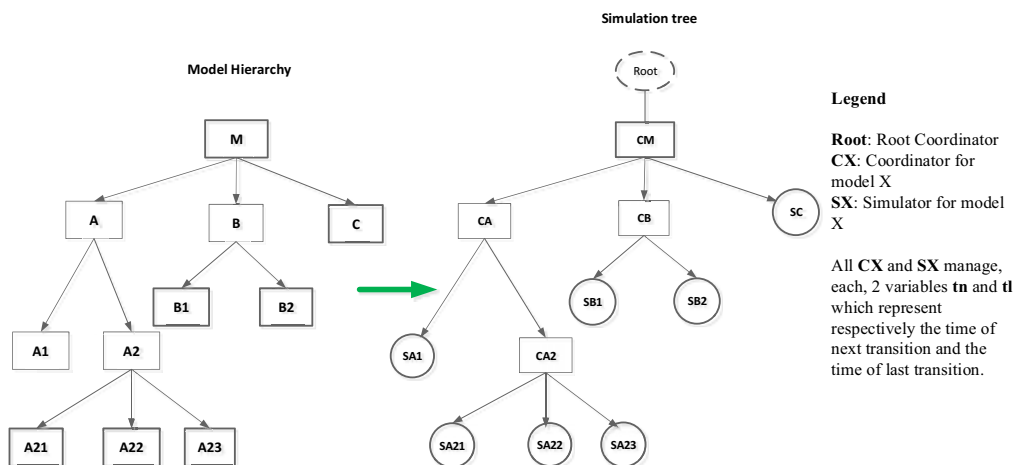 Simulation tree
Model Hierarchy
Root
Legend
M
CM
Root: Root Coordinator
CX: Coordinator for
model X
SX: Simulator for model
X
A
B
C
CA
CB
SC
All CX and SX manage,
each, 2 variables tn and tl
which represent
respectively the time of
next transition and the
time of last transition.
B1
B2
SB1
SB2
A1
A2
SA1
CA2
A21
A22
A23
SA21
SA22
SA23